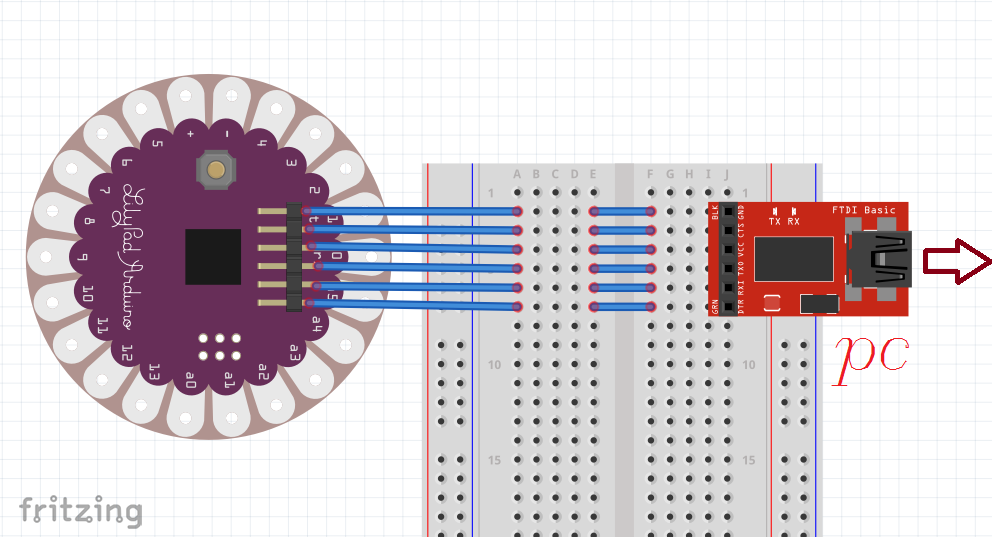 LilyPad Arduino
+
-
5
4
6
3
7
2
8
1
9
0
10
11
12
13
a0
a1
a2
a3
a4
A B C D E F G H I J
1 1
10 10
15 15
BLK
GRN
GND
CTS
VCC
TXO
RXI
DTR
TX RX
FTDI Basic
pc
fritzing